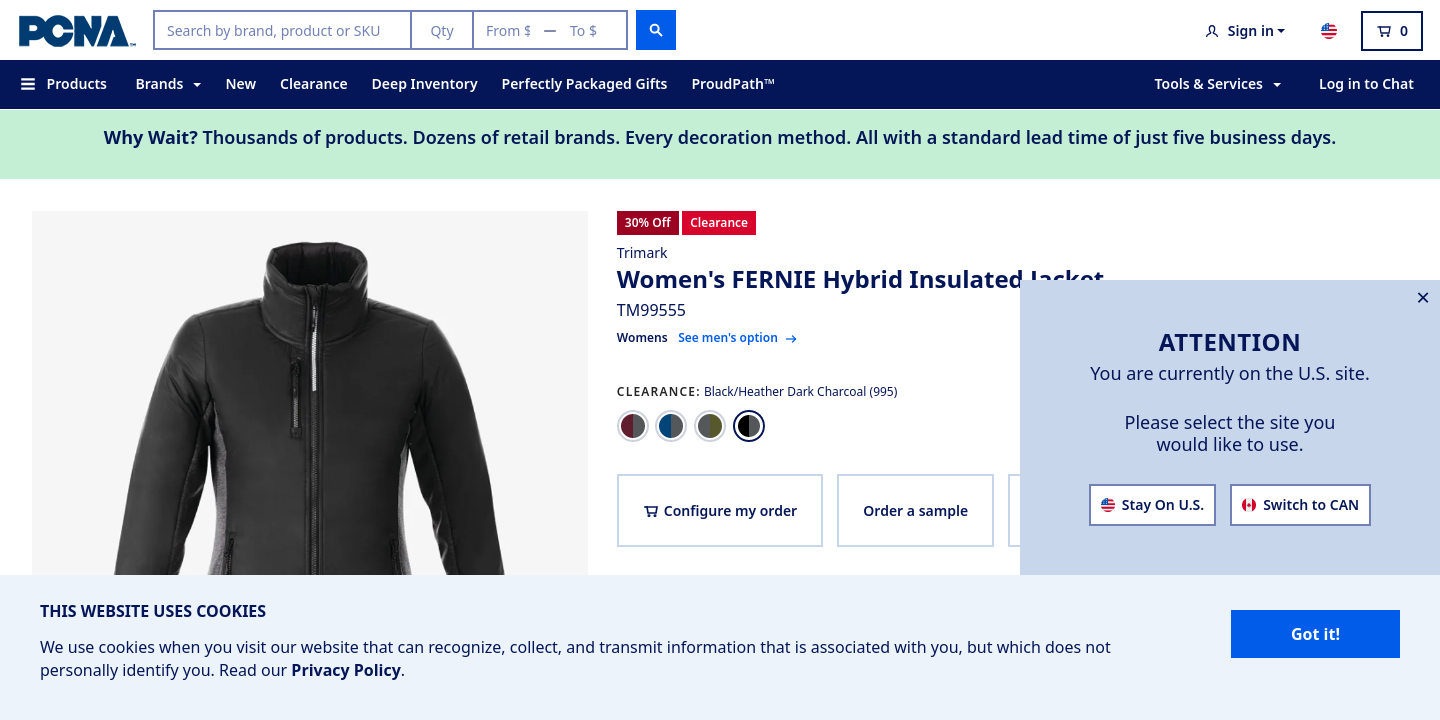 PCNA™
Search by brand, product or SKU
Qty
From $ — To $
Sign in
0
Products
Brands
New
Clearance
Deep Inventory
Perfectly Packaged Gifts
ProudPath™
Tools & Services
Log in to Chat
Why Wait? Thousands of products. Dozens of retail brands. Every decoration method. All with a standard lead time of just five business days.
30% Off
Clearance
Trimark
Women's FERNIE Hybrid Insulated Jacket
TM99555
Womens See men's option →
CLEARANCE: Black/Heather Dark Charcoal (995)
Configure my order
Order a sample
ATTENTION
You are currently on the U.S. site.
Please select the site you
would like to use.
Stay On U.S.
Switch to CAN
THIS WEBSITE USES COOKIES
We use cookies when you visit our website that can recognize, collect, and transmit information that is associated with you, but which does not
personally identify you. Read our Privacy Policy.
Got it!